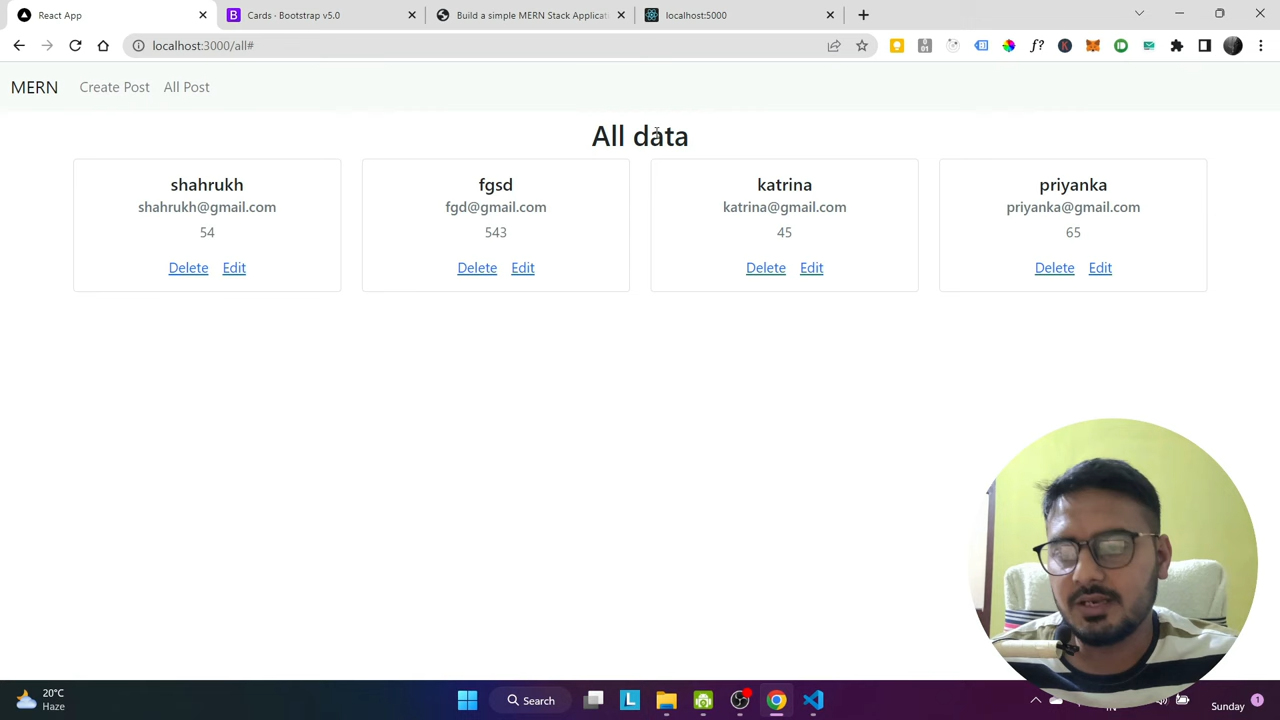 React App
Cards · Bootstrap v5.0
Build a simple MERN Stack Applicat
localhost:5000
localhost:3000/all#
MERN
Create Post
All Post
All data
shahrukh
shahrukh@gmail.com
54
Delete Edit
fgsd
fgd@gmail.com
543
Delete Edit
katrina
katrina@gmail.com
45
Delete Edit
priyanka
priyanka@gmail.com
65
Delete Edit
20°C
Haze
Search
Sunday
1